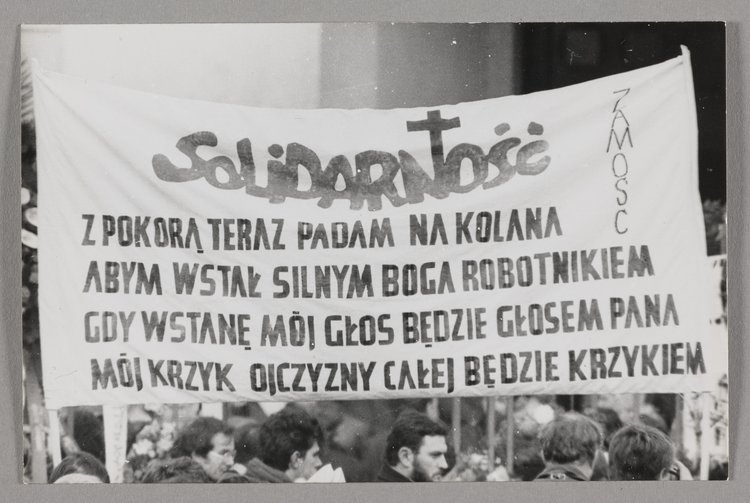 SOLIDARNOŚĆ
ZAMOŚĆ
Z POKORĄ TERAZ PADAM NA KOLANA
ABYM WSTAŁ SILNYM BOGA ROBOTNIKIEM
GDY WSTANĘ MÓJ GŁOS BĘDZIE GŁOSEM PANA
MÓJ KRZYK OJCZYZNY CAŁEJ BĘDZIE KRZYKIEM